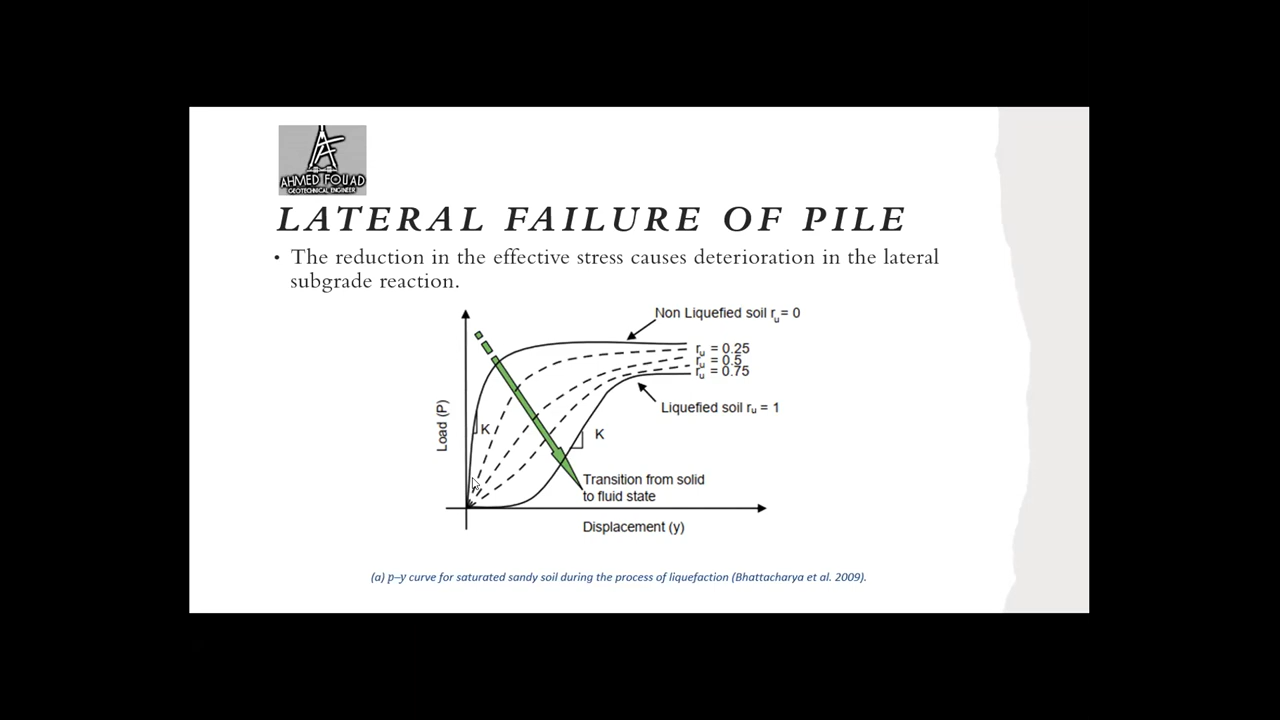 AHMED FOUAD
GEOTECHNICAL ENGINEER
LATERAL FAILURE OF PILE
• The reduction in the effective stress causes deterioration in the lateral
subgrade reaction.
Non Liquefied soil ru = 0
ru = 0.25
ru = 0.5
ru = 0.75
Liquefied soil ru = 1
Load (P)
K
K
Transition from solid
to fluid state
Displacement (y)
(a) p–y curve for saturated sandy soil during the process of liquefaction (Bhattacharya et al. 2009).